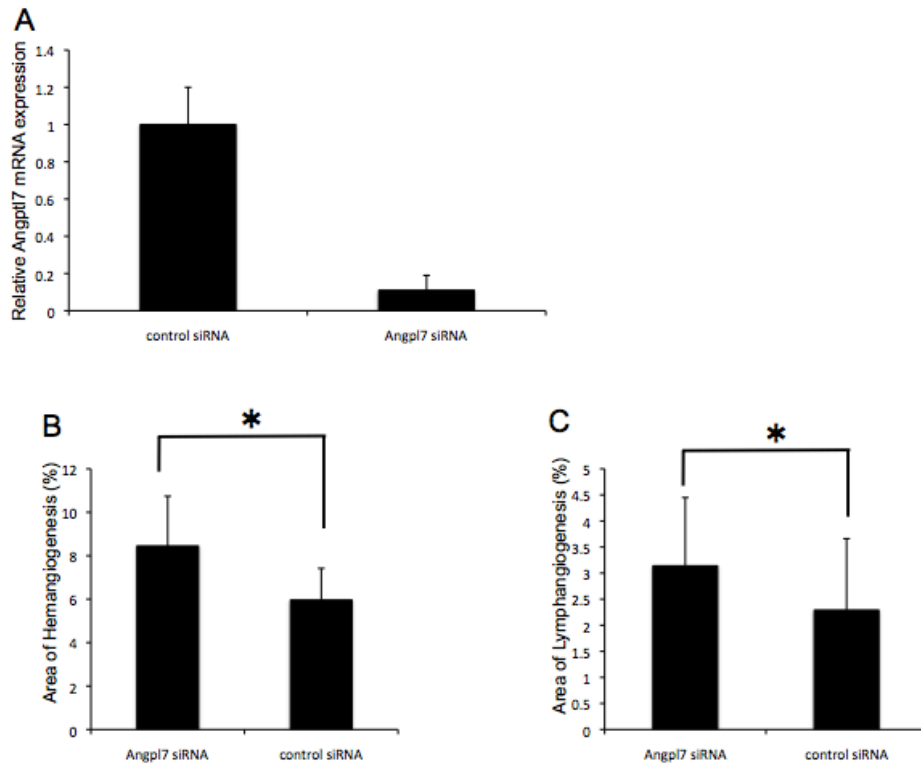 A
Relative Angptl7 mRNA expression
1.4
1.2
1
0.8
0.6
0.4
0.2
0
control siRNA
Angpl7 siRNA
B
*
Area of Hemangiogenesis (%)
12
10
8
6
4
2
0
Angpl7 siRNA
control siRNA
C
*
Area of Lymphangiogenesis (%)
5
4.5
4
3.5
3
2.5
2
1.5
1
0.5
0
Angpl7 siRNA
control siRNA